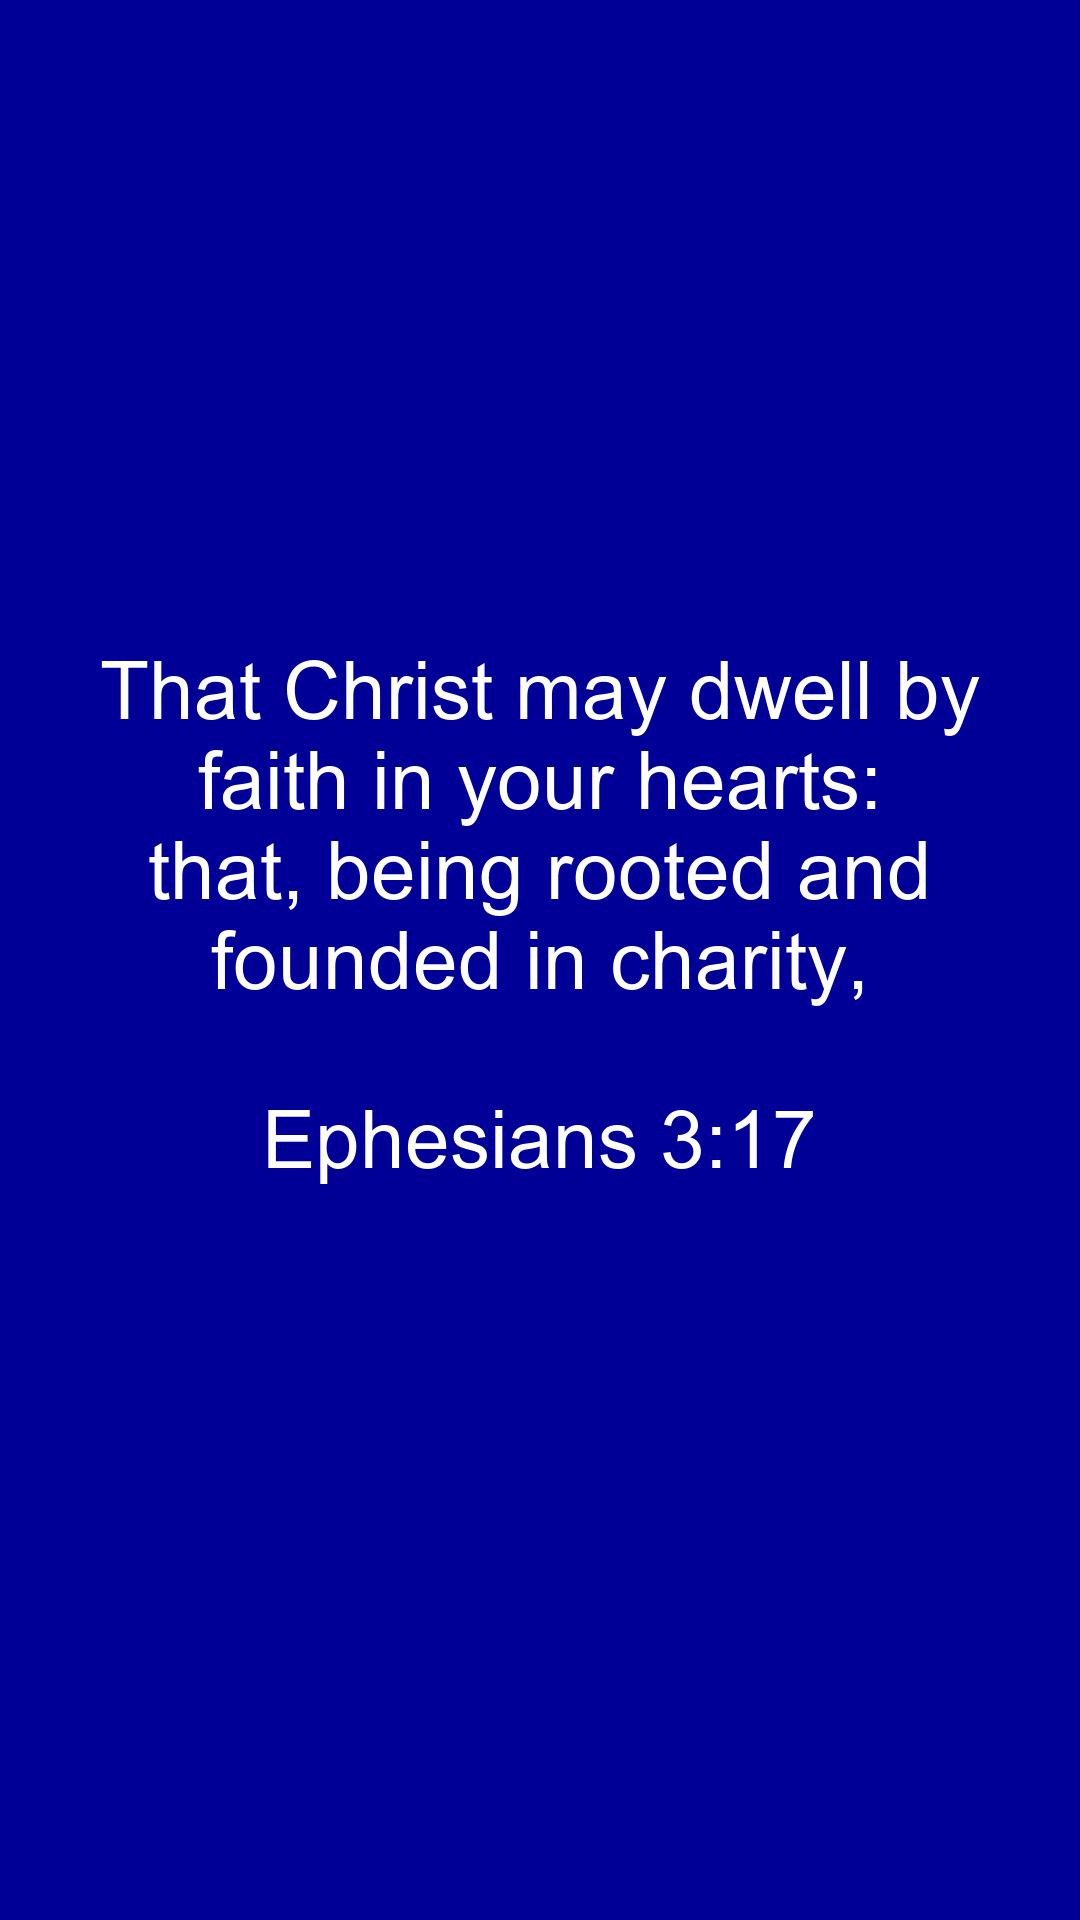 That Christ may dwell by
faith in your hearts:
that, being rooted and
founded in charity,
Ephesians 3:17